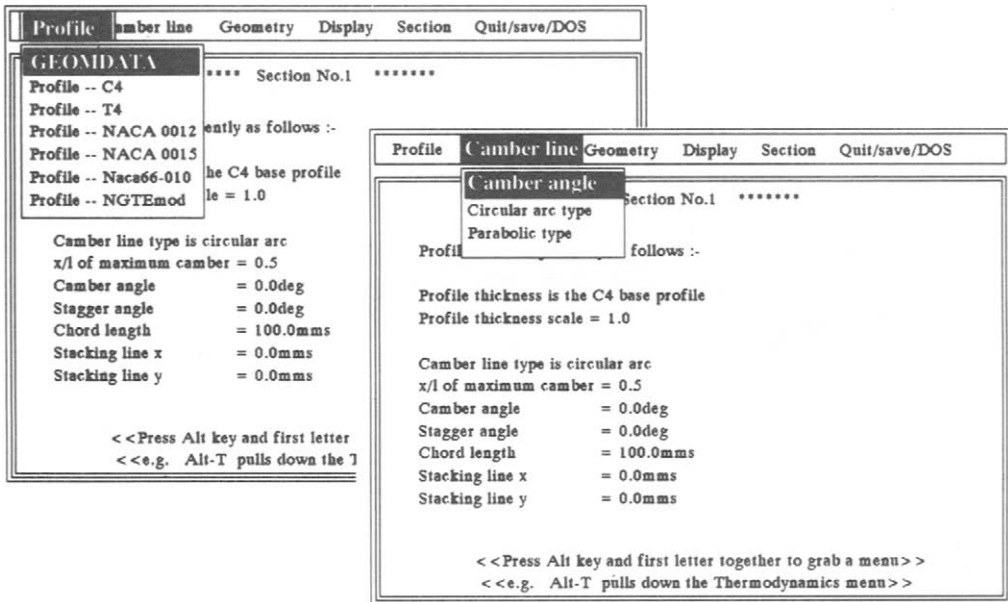 Profile amber line Geometry Display Section Quit/save/DOS
GEOMDATA
Profile -- C4
Profile -- T4
Profile -- NACA 0012
Profile -- NACA 0015
Profile -- Naca66-010
Profile -- NGTEmod
**** Section No.1 *******
ently as follows :-
he C4 base profile
le = 1.0
Camber line type is circular arc
x/l of maximum camber = 0.5
Camber angle = 0.0deg
Stagger angle = 0.0deg
Chord length = 100.0mms
Stacking line x = 0.0mms
Stacking line y = 0.0mms
<<Press Alt key and first letter
<<e.g. Alt-T pulls down the
Profile Camber line Geometry Display Section Quit/save/DOS
Camber angle
Circular arc type
Parabolic type
Section No.1 *******
Profil follows :-
Profile thickness is the C4 base profile
Profile thickness scale = 1.0
Camber line type is circular arc
x/l of maximum camber = 0.5
Camber angle = 0.0deg
Stagger angle = 0.0deg
Chord length = 100.0mms
Stacking line x = 0.0mms
Stacking line y = 0.0mms
<<Press Alt key and first letter together to grab a menu>>
<<e.g. Alt-T pulls down the Thermodynamics menu>>